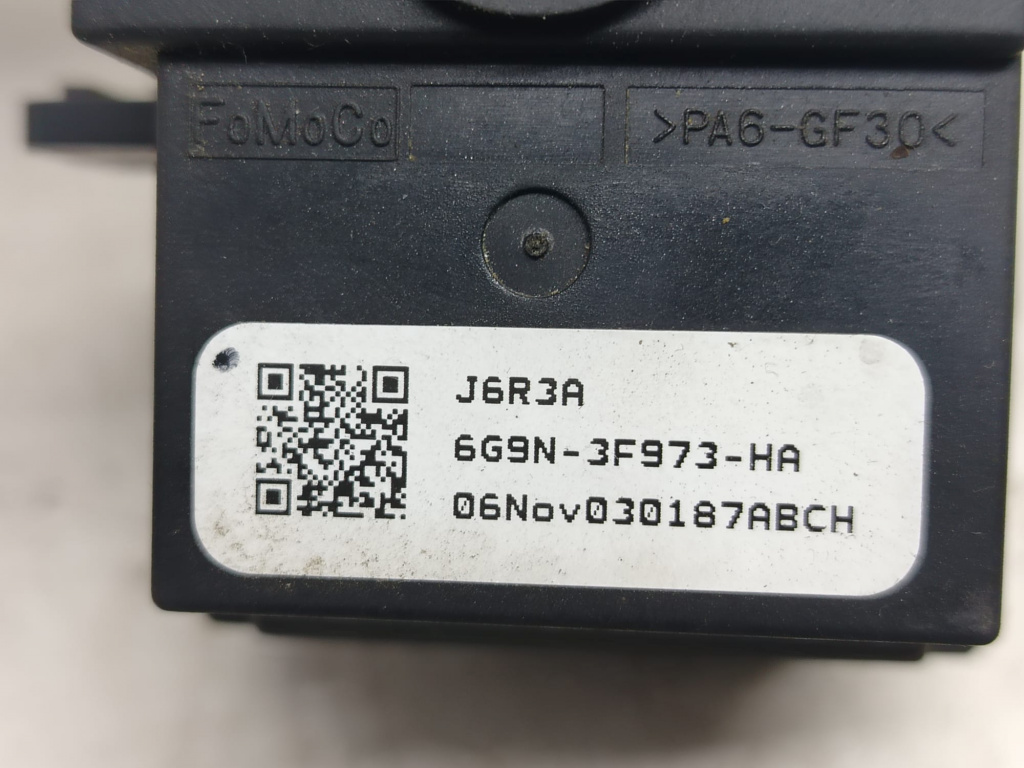 FoMoCo
>PA6-GF30<
J6R3A
6G9N-3F973-HA
06Nov030187ABCH